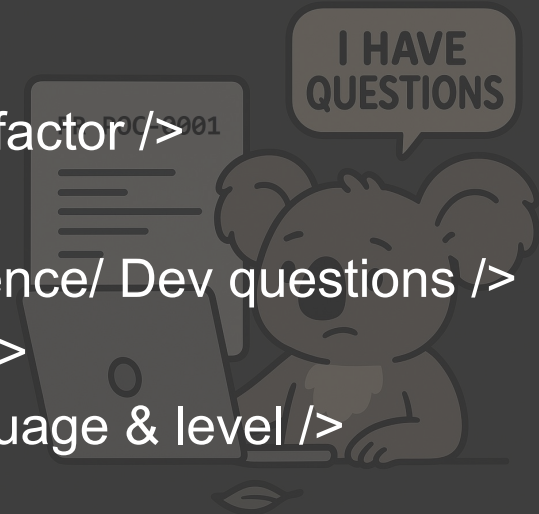 I HAVE
QUESTIONS
factor />
ence/ Dev questions />
/>
uage & level />